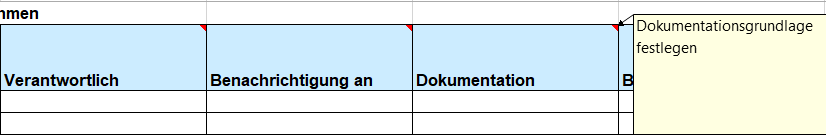 nmen
Dokumentationsgrundlage
festlegen
Verantwortlich
Benachrichtigung an
Dokumentation
B